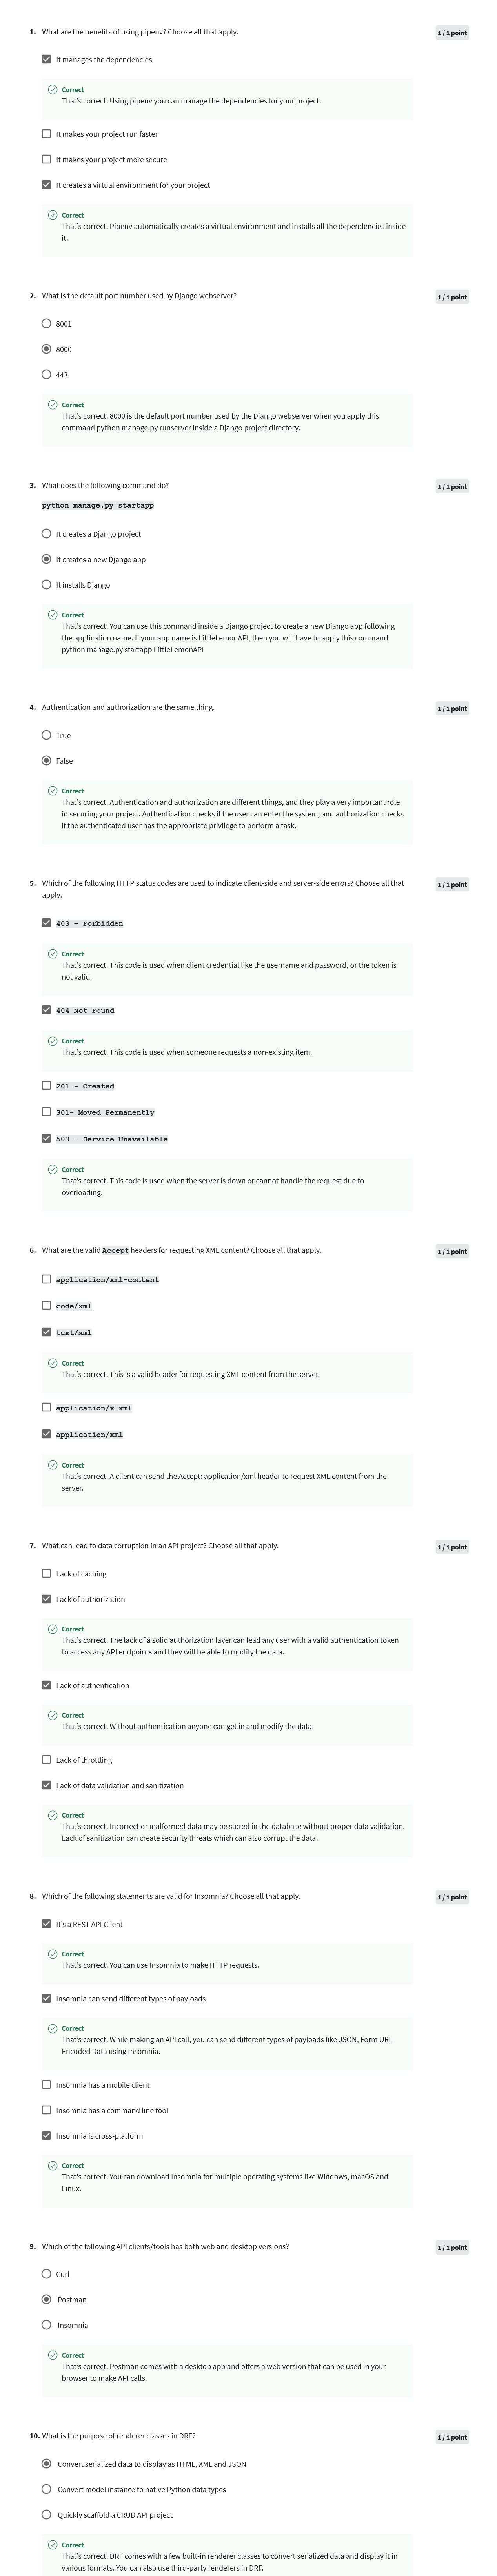 1. What are the benefits of using pipenv? Choose all that apply.
1 / 1 point
It manages the dependencies
Correct
That's correct. Using pipenv you can manage the dependencies for your project.
It makes your project run faster
It makes your project more secure
It creates a virtual environment for your project
Correct
That's correct. Pipenv automatically creates a virtual environment and installs all the dependencies inside
it.
2. What is the default port number used by Django webserver?
1 / 1 point
8001
8000
443
Correct
That's correct. 8000 is the default port number used by the Django webserver when you apply this
command python manage.py runserver inside a Django project directory.
3. What does the following command do?
1 / 1 point
python manage.py startapp
It creates a Django project
It creates a new Django app
It installs Django
Correct
That's correct. You can use this command inside a Django project to create a new Django app following
the application name. If your app name is LittleLemonAPI, then you will have to apply this command
python manage.py startapp LittleLemonAPI
4. Authentication and authorization are the same thing.
1 / 1 point
True
False
Correct
That's correct. Authentication and authorization are different things, and they play a very important role
in securing your project. Authentication checks if the user can enter the system, and authorization checks
if the authenticated user has the appropriate privilege to perform a task.
5. Which of the following HTTP status codes are used to indicate client-side and server-side errors? Choose all that
apply.
1 / 1 point
403 – Forbidden
Correct
That's correct. This code is used when client credential like the username and password, or the token is
not valid.
404 Not Found
Correct
That's correct. This code is used when someone requests a non-existing item.
201 - Created
301- Moved Permanently
503 - Service Unavailable
Correct
That's correct. This code is used when the server is down or cannot handle the request due to
overloading.
6. What are the valid Accept headers for requesting XML content? Choose all that apply.
1 / 1 point
application/xml-content
code/xml
text/xml
Correct
That's correct. This is a valid header for requesting XML content from the server.
application/x-xml
application/xml
Correct
That's correct. A client can send the Accept: application/xml header to request XML content from the
server.
7. What can lead to data corruption in an API project? Choose all that apply.
1 / 1 point
Lack of caching
Lack of authorization
Correct
That's correct. The lack of a solid authorization layer can lead any user with a valid authentication token
to access any API endpoints and they will be able to modify the data.
Lack of authentication
Correct
That's correct. Without authentication anyone can get in and modify the data.
Lack of throttling
Lack of data validation and sanitization
Correct
That's correct. Incorrect or malformed data may be stored in the database without proper data validation.
Lack of sanitization can create security threats which can also corrupt the data.
8. Which of the following statements are valid for Insomnia? Choose all that apply.
1 / 1 point
It's a REST API Client
Correct
That's correct. You can use Insomnia to make HTTP requests.
Insomnia can send different types of payloads
Correct
That's correct. While making an API call, you can send different types of payloads like JSON, Form URL
Encoded Data using Insomnia.
Insomnia has a mobile client
Insomnia has a command line tool
Insomnia is cross-platform
Correct
That's correct. You can download Insomnia for multiple operating systems like Windows, macOS and
Linux.
9. Which of the following API clients/tools has both web and desktop versions?
1 / 1 point
Curl
Postman
Insomnia
Correct
That's correct. Postman comes with a desktop app and offers a web version that can be used in your
browser to make API calls.
10. What is the purpose of renderer classes in DRF?
1 / 1 point
Convert serialized data to display as HTML, XML and JSON
Convert model instance to native Python data types
Quickly scaffold a CRUD API project
Correct
That's correct. DRF comes with a few built-in renderer classes to convert serialized data and display it in
various formats. You can also use third-party renderers in DRF.